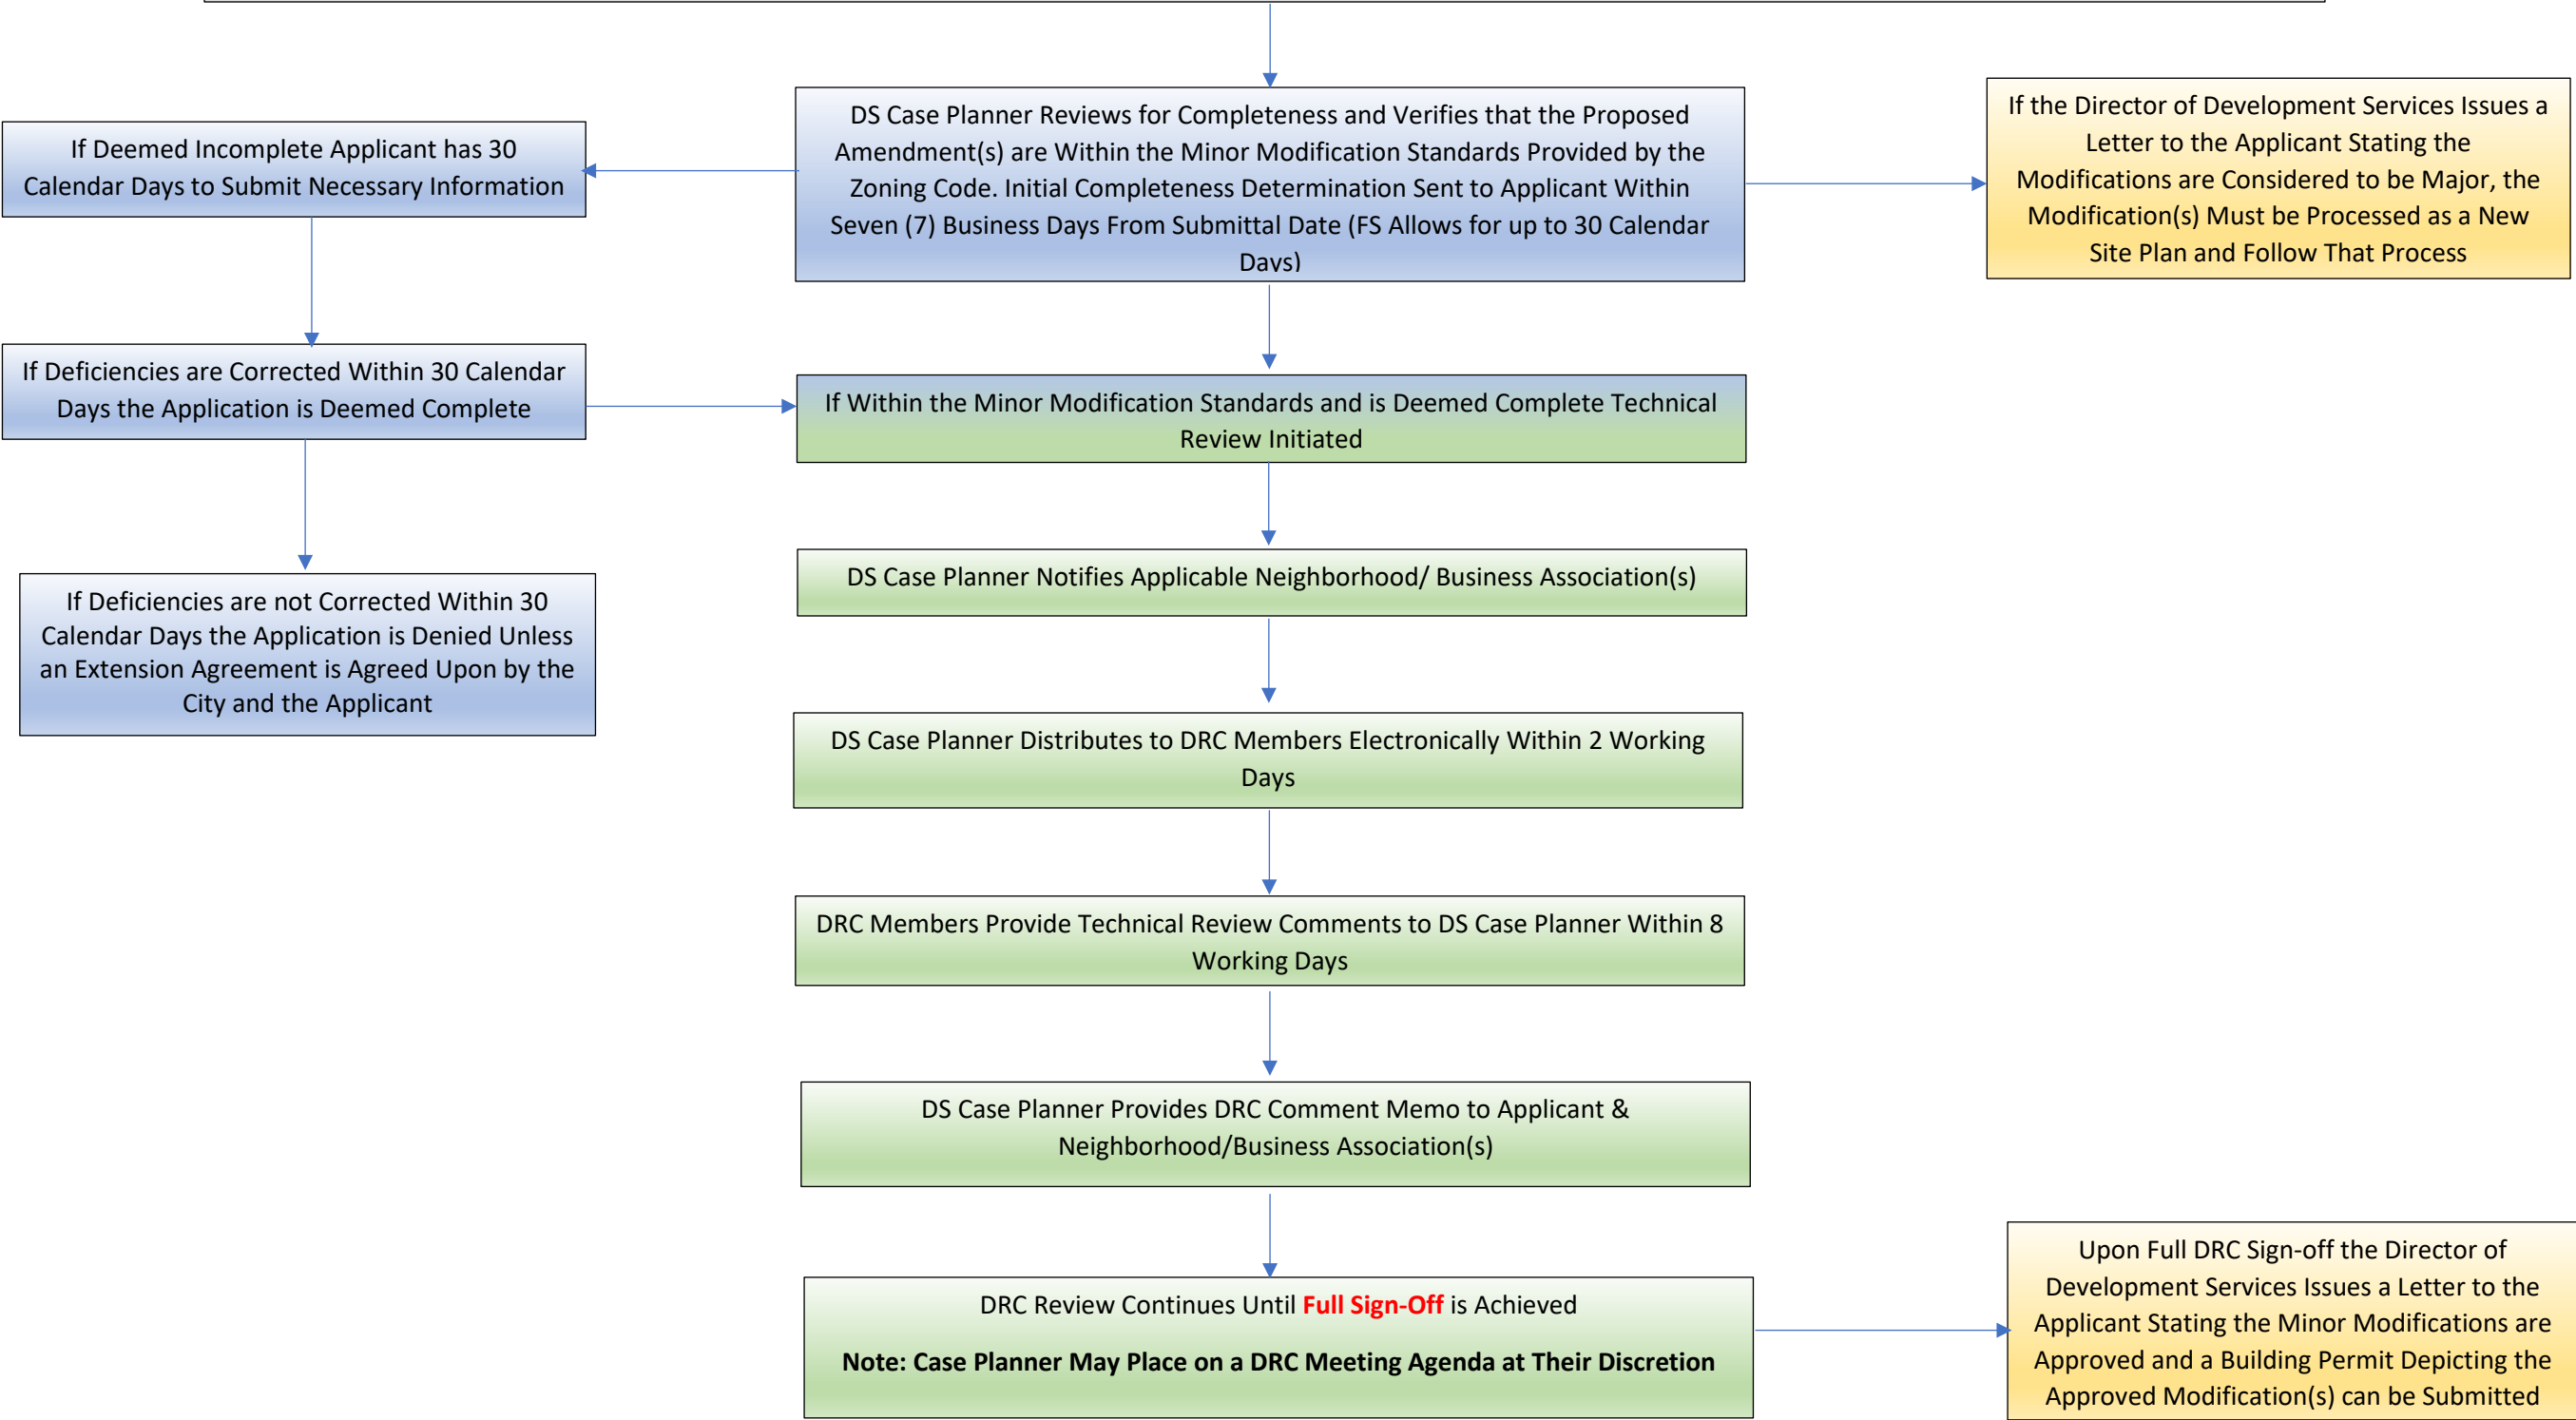 If Deemed Incomplete Applicant has 30
Calendar Days to Submit Necessary Information
DS Case Planner Reviews for Completeness and Verifies that the Proposed
Amendment(s) are Within the Minor Modification Standards Provided by the
Zoning Code. Initial Completeness Determination Sent to Applicant Within
Seven (7) Business Days From Submittal Date (FS Allows for up to 30 Calendar
Days)
If the Director of Development Services Issues a
Letter to the Applicant Stating the
Modifications are Considered to be Major, the
Modification(s) Must be Processed as a New
Site Plan and Follow That Process
If Deficiencies are Corrected Within 30 Calendar
Days the Application is Deemed Complete
If Within the Minor Modification Standards and is Deemed Complete Technical
Review Initiated
If Deficiencies are not Corrected Within 30
Calendar Days the Application is Denied Unless
an Extension Agreement is Agreed Upon by the
City and the Applicant
DS Case Planner Notifies Applicable Neighborhood/ Business Association(s)
DS Case Planner Distributes to DRC Members Electronically Within 2 Working
Days
DRC Members Provide Technical Review Comments to DS Case Planner Within 8
Working Days
DS Case Planner Provides DRC Comment Memo to Applicant &
Neighborhood/Business Association(s)
DRC Review Continues Until Full Sign-Off is Achieved
Note: Case Planner May Place on a DRC Meeting Agenda at Their Discretion
Upon Full DRC Sign-off the Director of
Development Services Issues a Letter to the
Applicant Stating the Minor Modifications are
Approved and a Building Permit Depicting the
Approved Modification(s) can be Submitted